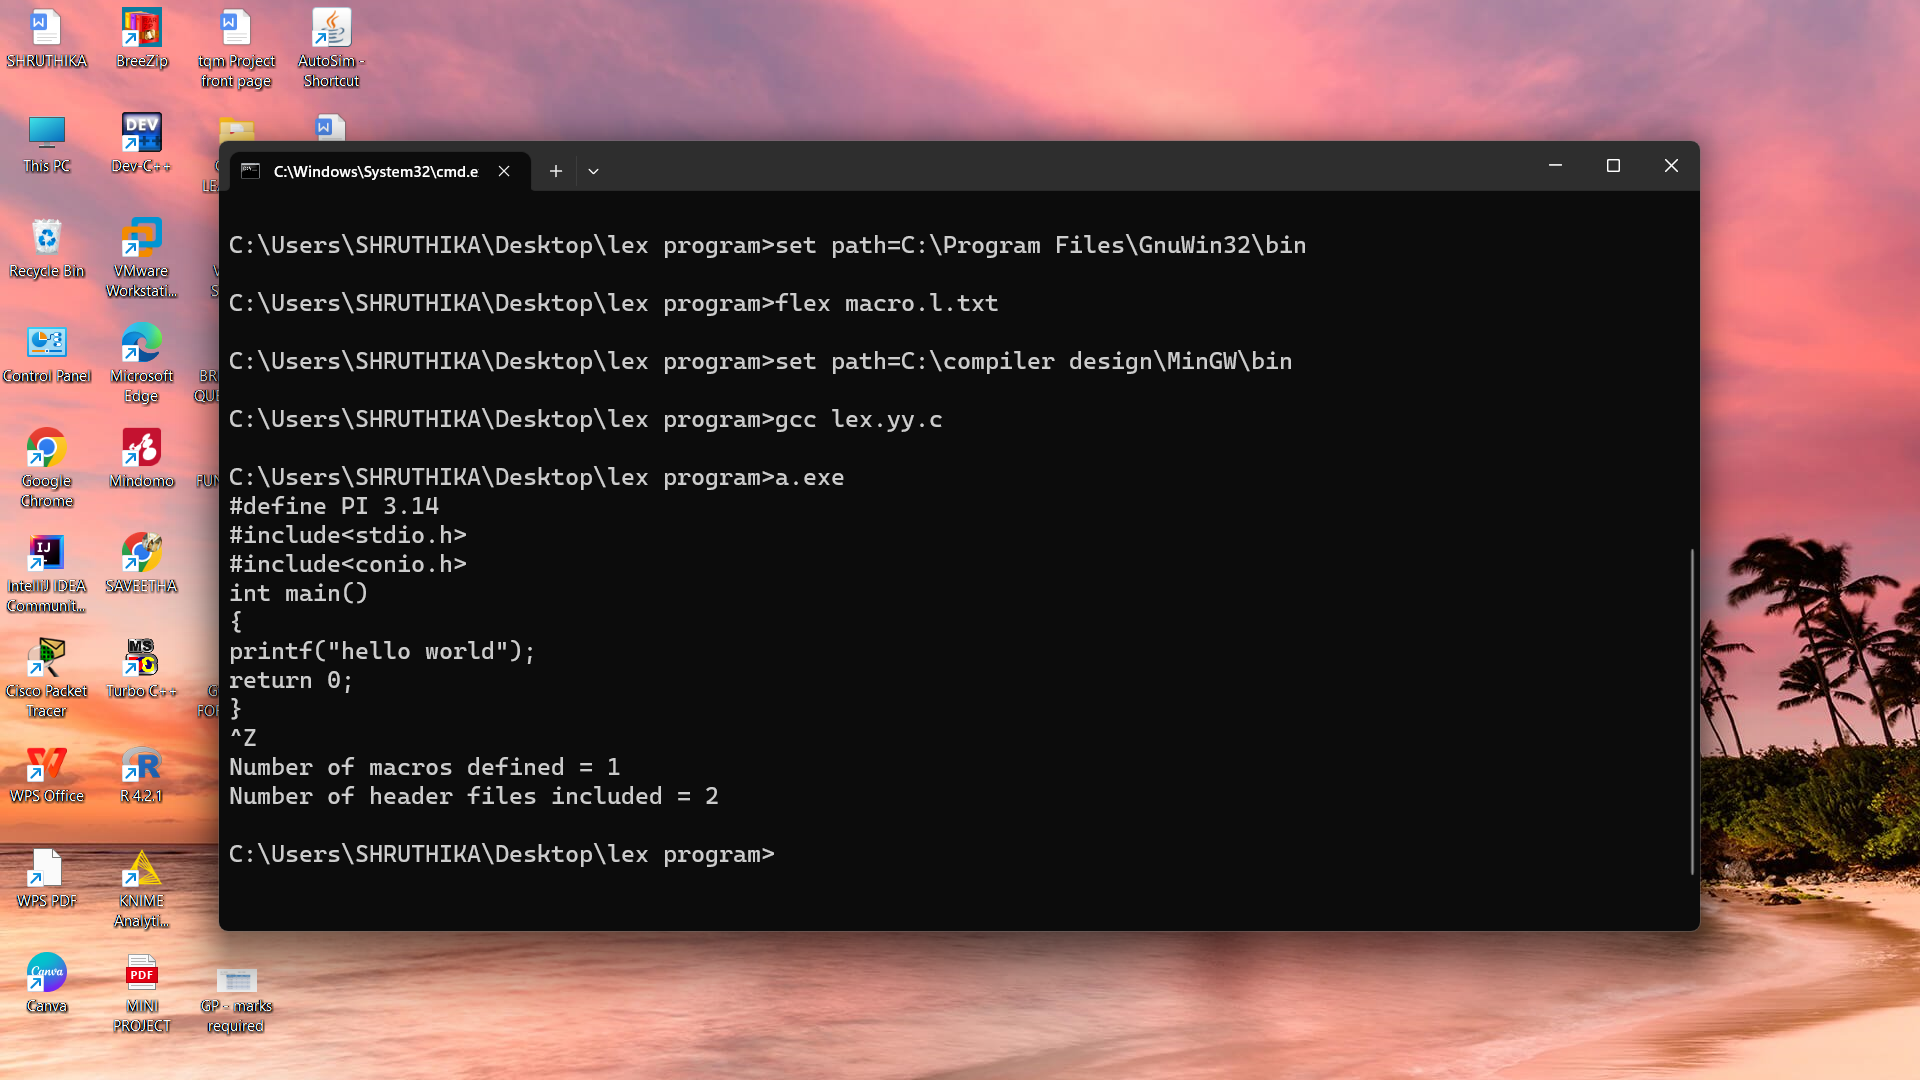 SHRUTHIKA
BreeZip
tqm Project
front page
AutoSim -
Shortcut
This PC
DEV
Dev-C++
Recycle Bin
VMware
Workstati...
Control Panel
Microsoft
Edge
Google
Chrome
Mindomo
IntelliJ IDEA
Communit...
SAVEETHA
Cisco Packet
Tracer
MS
Turbo C++
WPS Office
R 4.2.1
WPS PDF
KNIME
Analyti...
Canva
Canva
PDF
MINI
PROJECT
GP - marks
required
C:\Windows\System32\cmd.e
C:\Users\SHRUTHIKA\Desktop\lex program>set path=C:\Program Files\GnuWin32\bin
C:\Users\SHRUTHIKA\Desktop\lex program>flex macro.l.txt
C:\Users\SHRUTHIKA\Desktop\lex program>set path=C:\compiler design\MinGW\bin
C:\Users\SHRUTHIKA\Desktop\lex program>gcc lex.yy.c
C:\Users\SHRUTHIKA\Desktop\lex program>a.exe
#define PI 3.14
#include<stdio.h>
#include<conio.h>
int main()
{
printf("hello world");
return 0;
}
^Z
Number of macros defined = 1
Number of header files included = 2
C:\Users\SHRUTHIKA\Desktop\lex program>